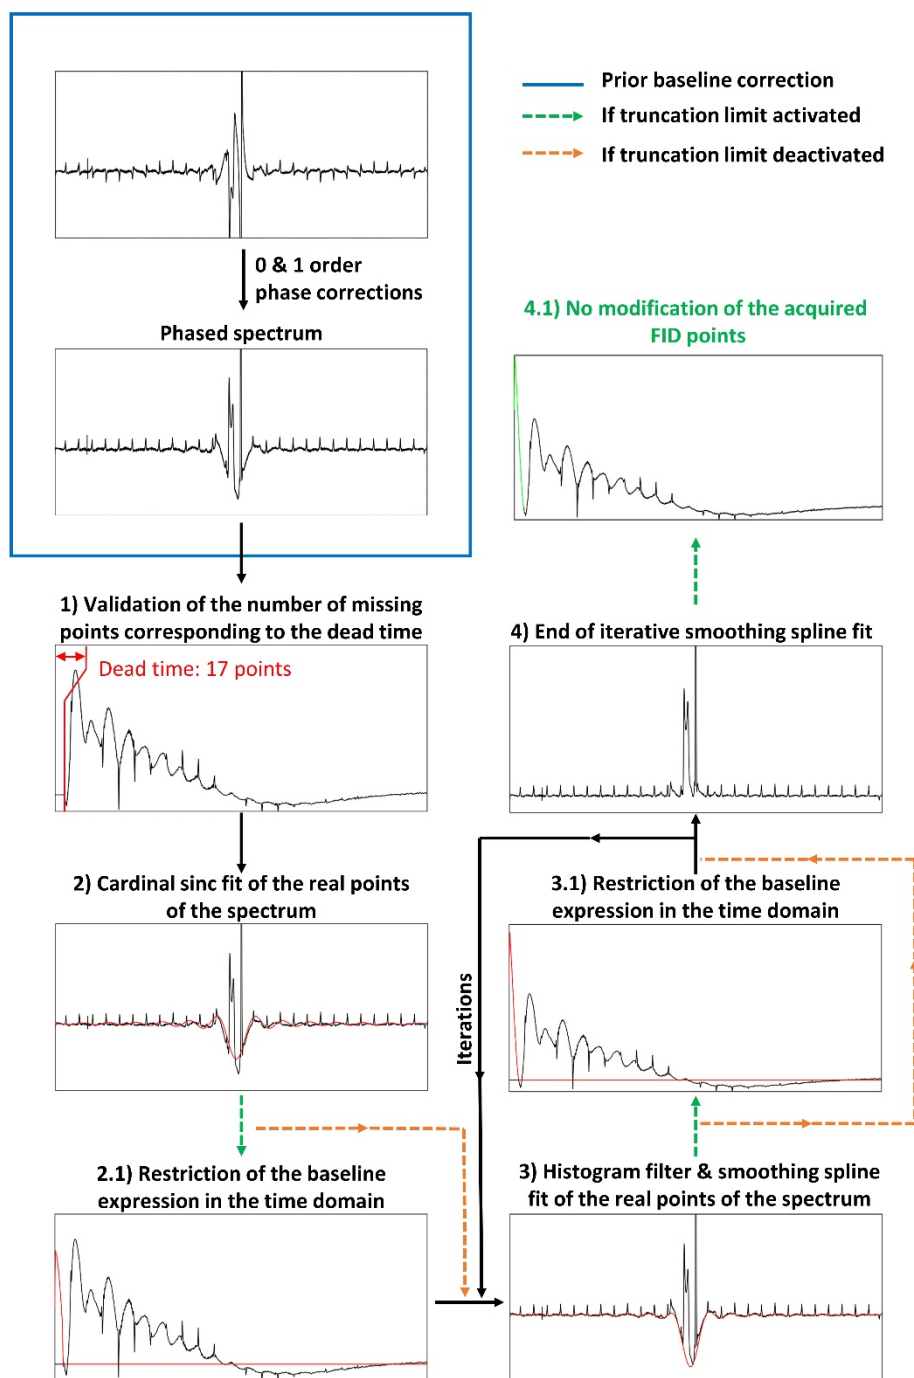 Prior baseline correction
If truncation limit activated
If truncation limit deactivated
0 & 1 order
phase corrections
Phased spectrum
4.1) No modification of the acquired
FID points
1) Validation of the number of missing
points corresponding to the dead time
Dead time: 17 points
4) End of iterative smoothing spline fit
2) Cardinal sinc fit of the real points
of the spectrum
3.1) Restriction of the baseline
expression in the time domain
Iterations
2.1) Restriction of the baseline
expression in the time domain
3) Histogram filter & smoothing spline
fit of the real points of the spectrum